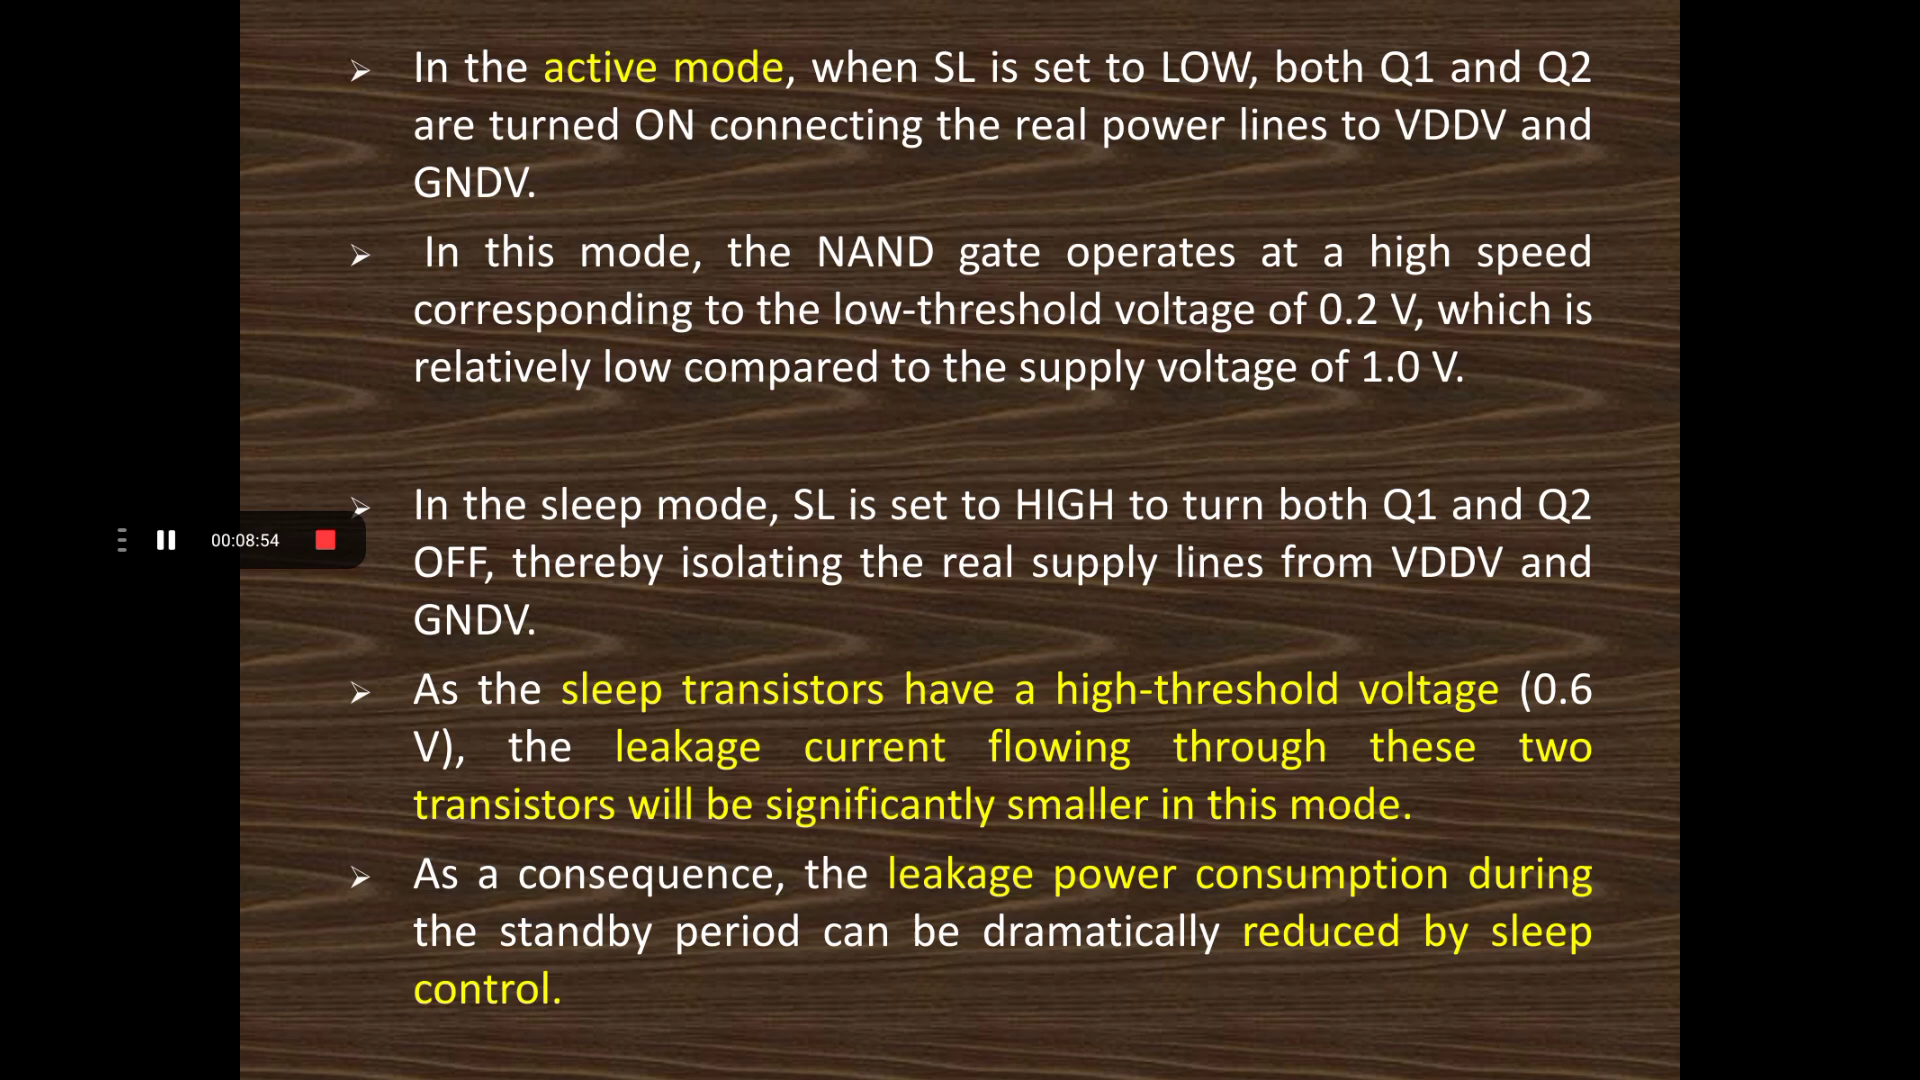 In the active mode, when SL is set to LOW, both Q1 and Q2
are turned ON connecting the real power lines to VDDV and
GNDV.
In this mode, the NAND gate operates at a high speed
corresponding to the low-threshold voltage of 0.2 V, which is
relatively low compared to the supply voltage of 1.0 V.
In the sleep mode, SL is set to HIGH to turn both Q1 and Q2
00:08:54
OFF, thereby isolating the real supply lines from VDDV and
GNDV.
As the sleep transistors have a high-threshold voltage (0.6
V), the leakage current flowing through these two
transistors will be significantly smaller in this mode.
As a consequence, the leakage power consumption during
the standby period can be dramatically reduced by sleep
control.